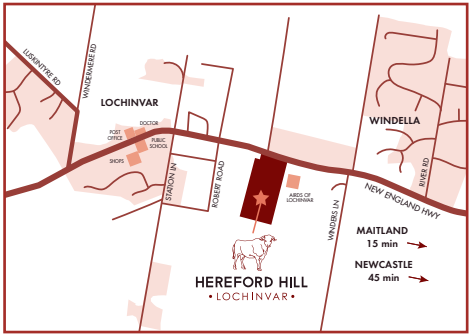 LUSKINTYRE RD
WINDERMERE RD
LOCHINVAR
DOCTOR
POST
OFFICE
PUBLIC
SCHOOL
SHOPS
STATION LN
ROBERT ROAD
AIRDS OF
LOCHINVAR
WINDERS LN
WINDELLA
RIVER RD
NEW ENGLAND HWY
MAITLAND
15 min
NEWCASTLE
45 min
HEREFORD HILL
• LOCHINVAR •